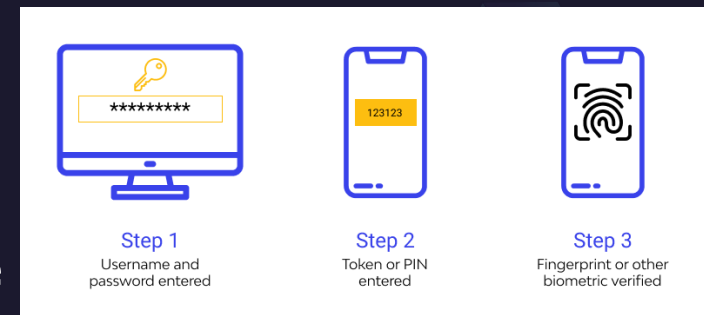 *********
123123
Step 1
Username and
password entered
Step 2
Token or PIN
entered
Step 3
Fingerprint or other
biometric verified